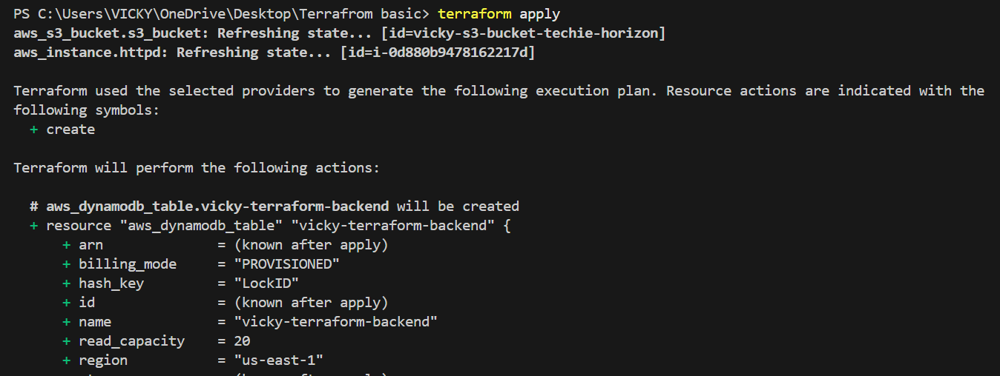 PS C:\Users\VICKY\OneDrive\Desktop\Terrafrom basic> terraform apply
aws_s3_bucket.s3_bucket: Refreshing state... [id=vicky-s3-bucket-techie-horizon]
aws_instance.httpd: Refreshing state... [id=i-0d880b9478162217d]
Terraform used the selected providers to generate the following execution plan. Resource actions are indicated with the
following symbols:
+ create
Terraform will perform the following actions:
# aws_dynamodb_table.vicky-terraform-backend will be created
+ resource "aws_dynamodb_table" "vicky-terraform-backend" {
+ arn = (known after apply)
+ billing_mode = "PROVISIONED"
+ hash_key = "LockID"
+ id = (known after apply)
+ name = "vicky-terraform-backend"
+ read_capacity = 20
+ region = "us-east-1"